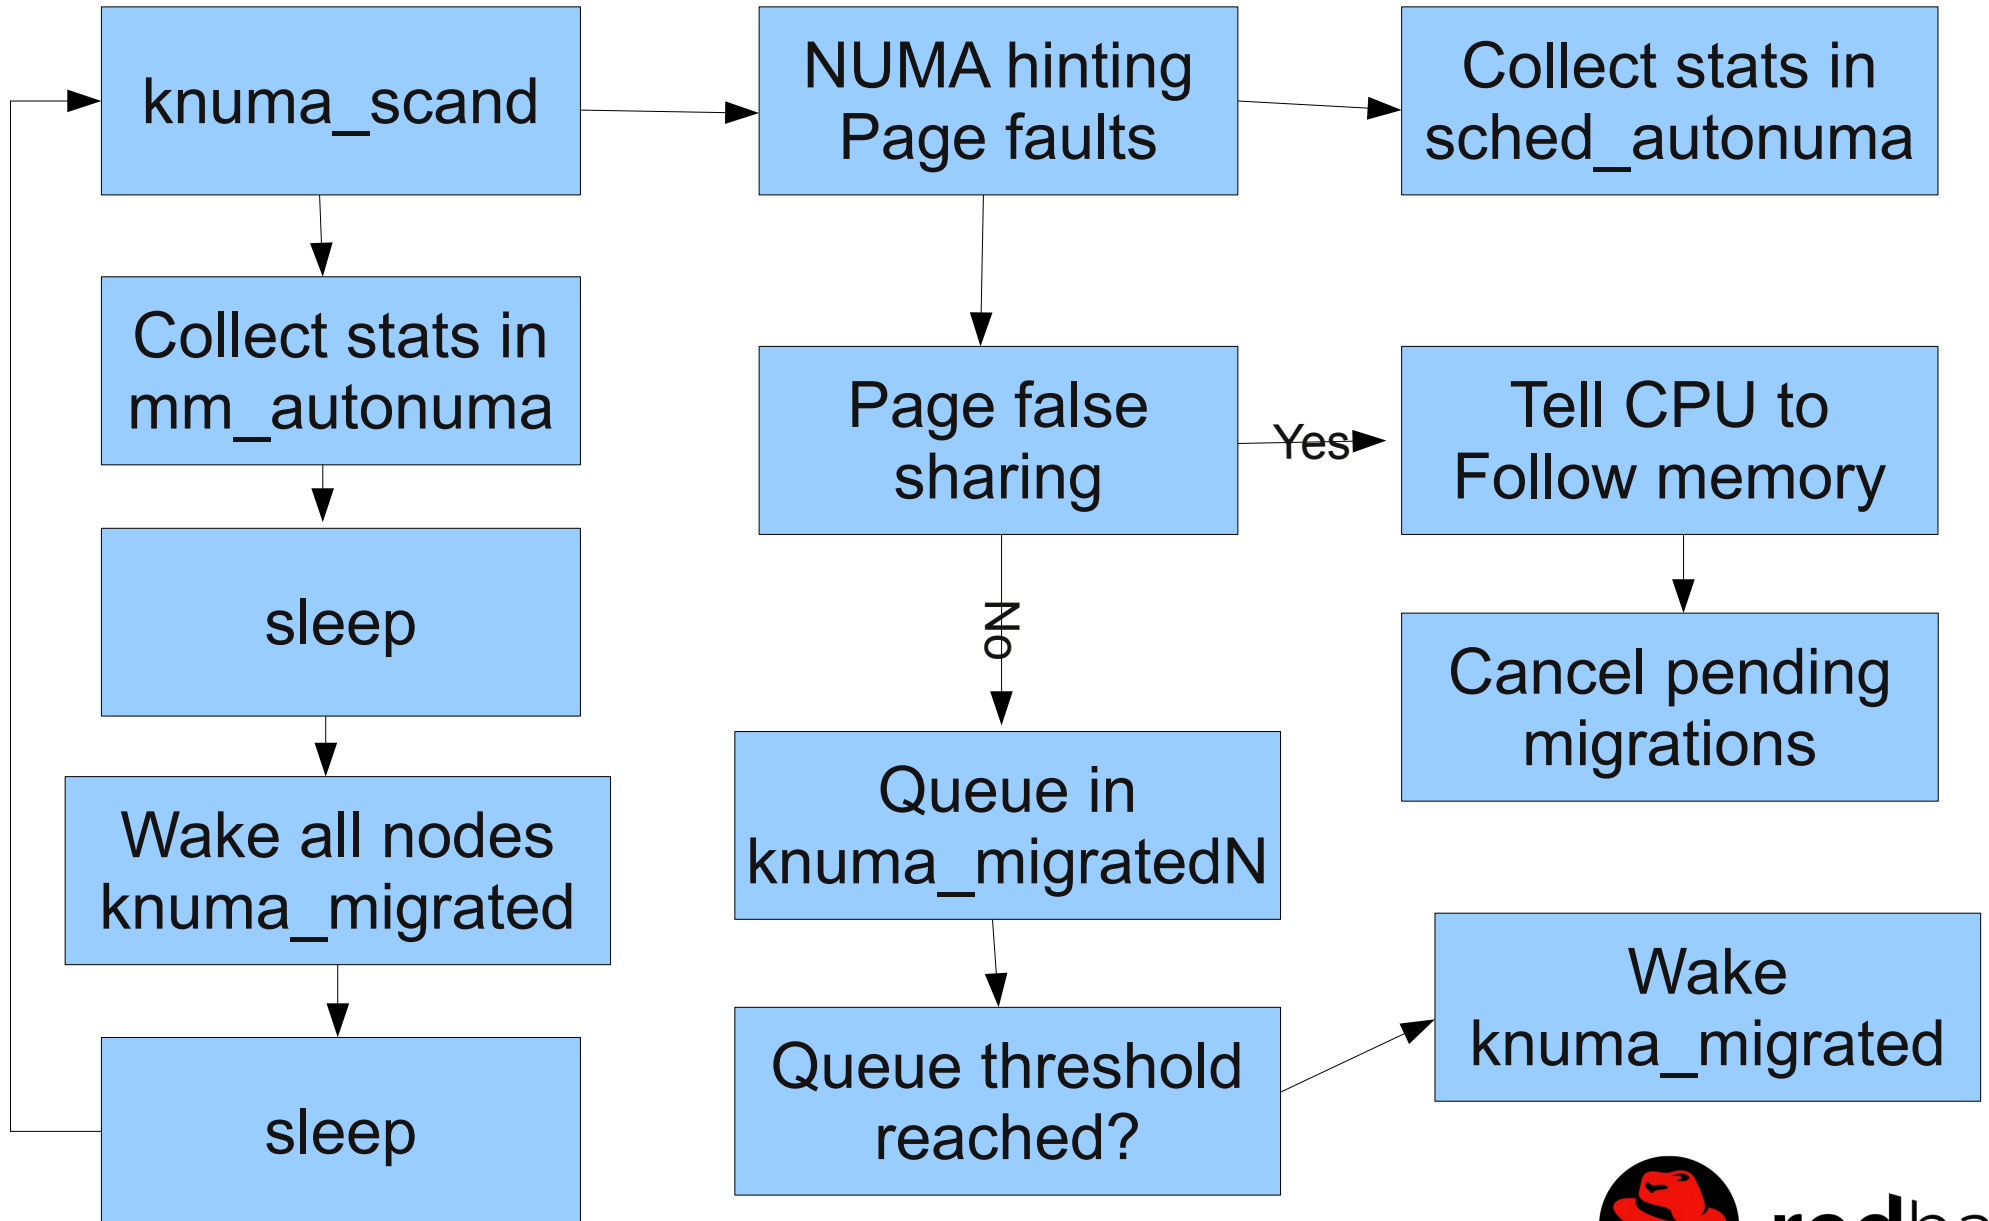 knuma_scand
NUMA hinting
Page faults
Collect stats in
sched_autonuma
Collect stats in
mm_autonuma
Page false
sharing
Yes
Tell CPU to
Follow memory
sleep
No
Cancel pending
migrations
Wake all nodes
knuma_migrated
Queue in
knuma_migratedN
Wake
knuma_migrated
Queue threshold
reached?
sleep